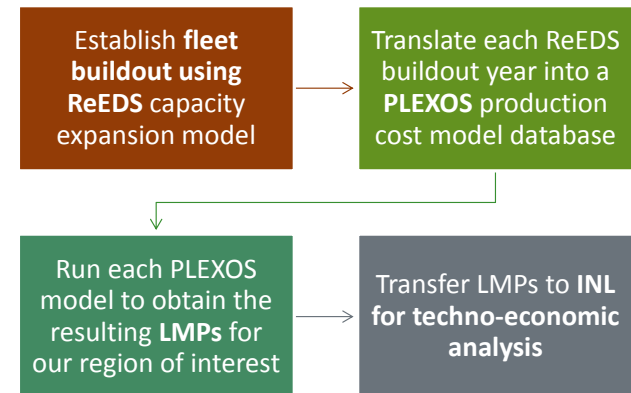 Establish fleet
buildout using
ReEDS capacity
expansion model
Translate each ReEDS
buildout year into a
PLEXOS production
cost model database
Run each PLEXOS
model to obtain the
resulting LMPs for
our region of interest
Transfer LMPs to INL
for techno-economic
analysis